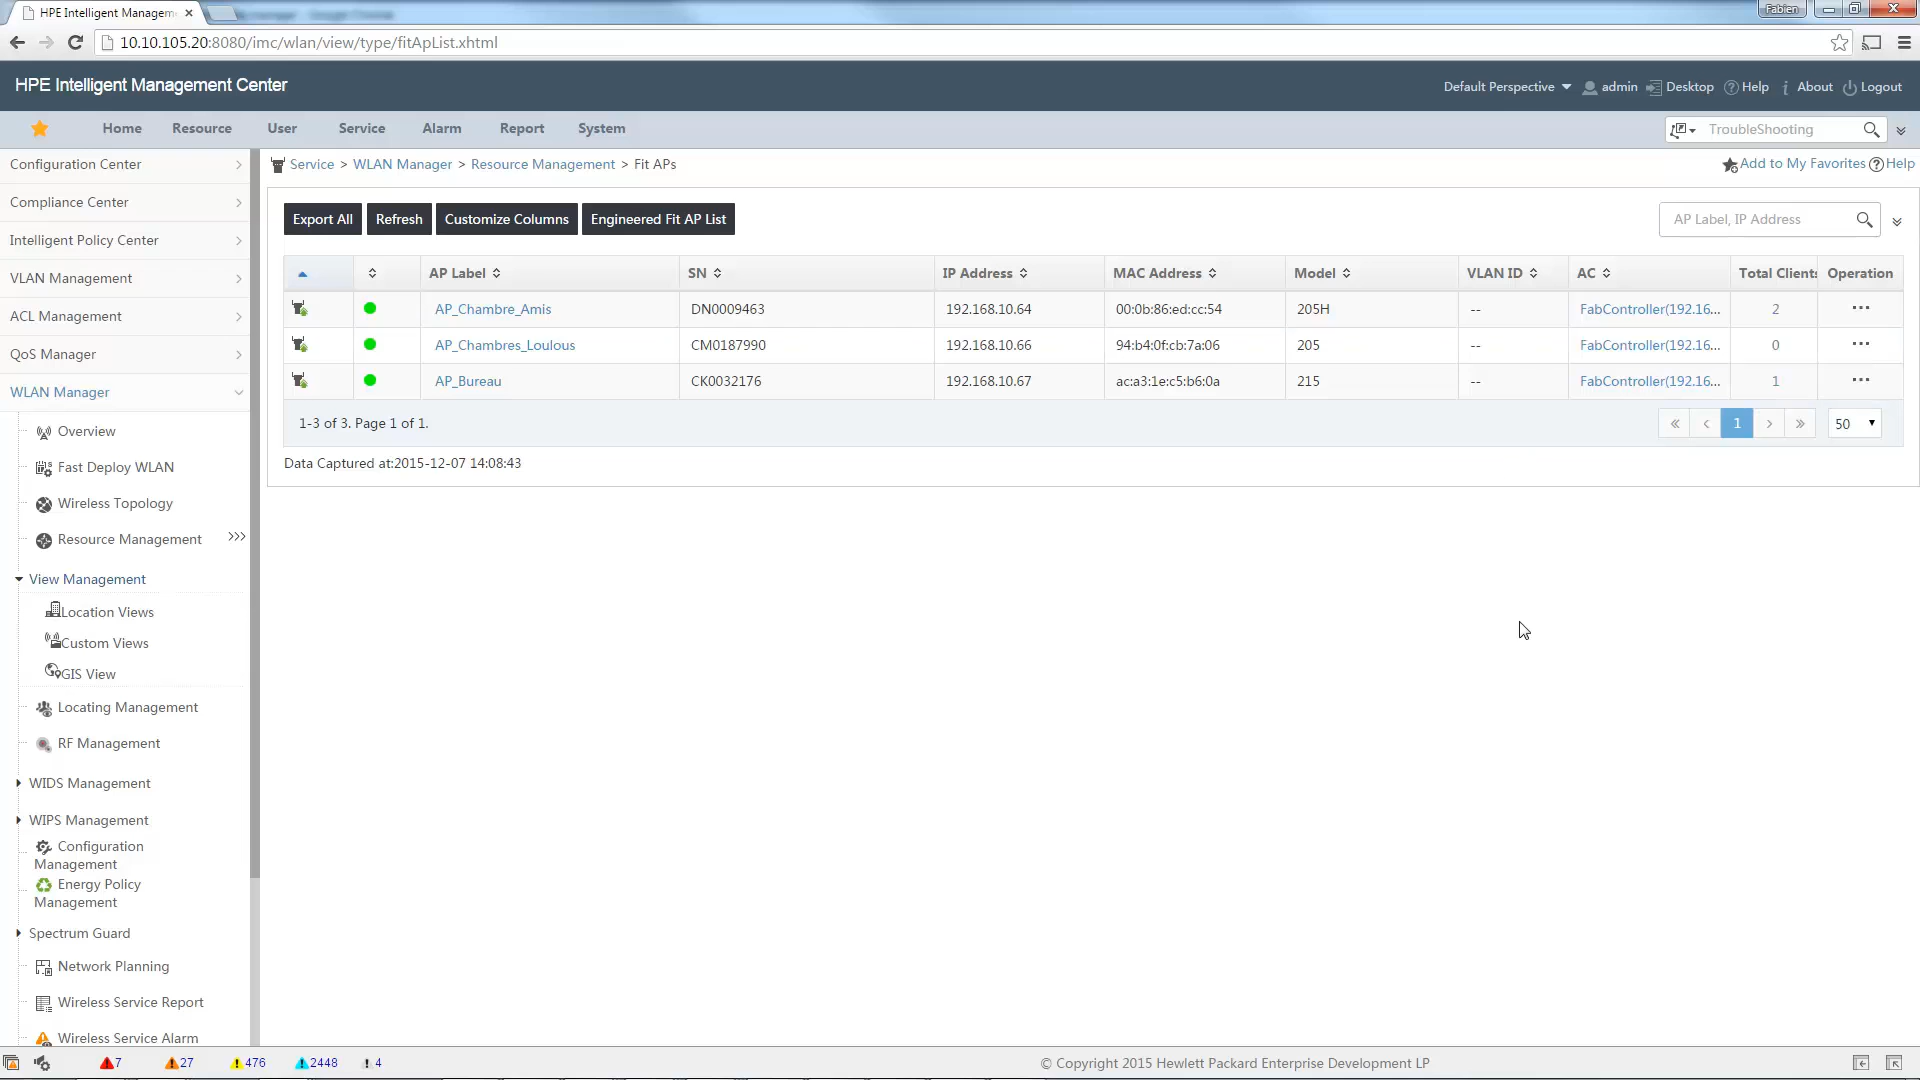 HPE Intelligent Managem
Fabien
10.10.105.20:8080/imc/wlan/view/type/fitApList.xhtml
HPE Intelligent Management Center
Default Perspective admin Desktop Help About Logout
Home Resource User Service Alarm Report System
TroubleShooting
Configuration Center
Compliance Center
Intelligent Policy Center
VLAN Management
ACL Management
QoS Manager
WLAN Manager
Overview
Fast Deploy WLAN
Wireless Topology
Resource Management >>>
View Management
Location Views
Custom Views
GIS View
Locating Management
RF Management
WIDS Management
WIPS Management
Configuration
Management
Energy Policy
Management
Spectrum Guard
Network Planning
Wireless Service Report
Wireless Service Alarm
Service > WLAN Manager > Resource Management > Fit APs
Add to My Favorites Help
Export All Refresh Customize Columns Engineered Fit AP List
AP Label, IP Address
AP Label SN IP Address MAC Address Model VLAN ID AC Total Clients Operation
AP_Chambre_Amis DN0009463 192.168.10.64 00:0b:86:ed:cc:54 205H -- FabController(192.16... 2 ...
AP_Chambres_Loulous CM0187990 192.168.10.66 94:b4:0f:cb:7a:06 205 -- FabController(192.16... 0 ...
AP_Bureau CK0032176 192.168.10.67 ac:a3:1e:c5:b6:0a 215 -- FabController(192.16... 1 ...
1-3 of 3. Page 1 of 1.
« ‹ 1 › » 50
Data Captured at:2015-12-07 14:08:43
7 27 476 2448 4
© Copyright 2015 Hewlett Packard Enterprise Development LP